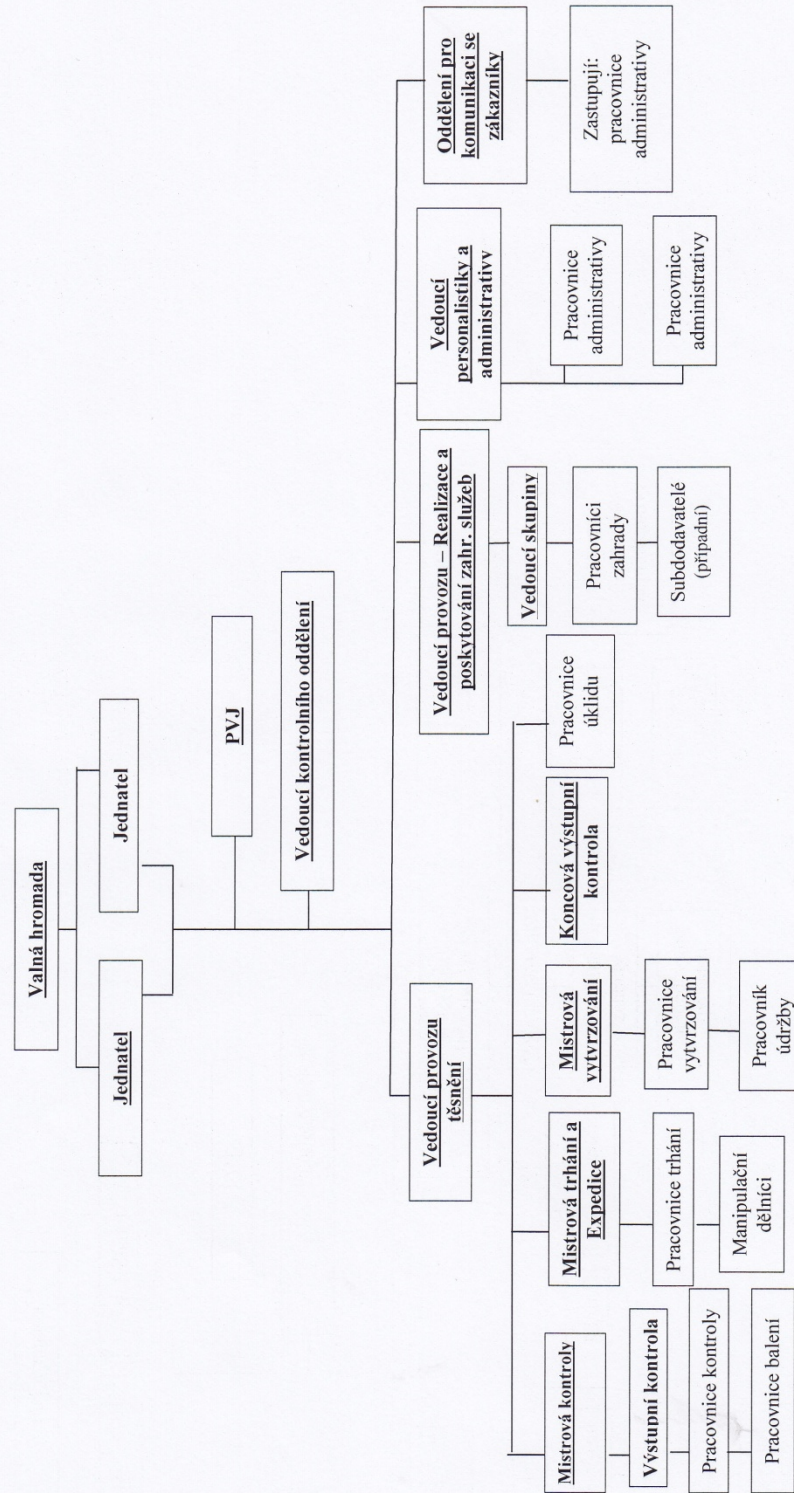 Valná hromada
Jednatel
Jednatel
PVJ
Vedoucí kontrolního oddělení
Vedoucí provozu
těsnění
Vedoucí provozu – Realizace a
poskytování zahr. služeb
Vedoucí
personalistiky a
administrativy
Oddělení pro
komunikaci se
zákazníky
Mistrová kontroly
Výstupní kontrola
Pracovnice kontroly
Pracovnice balení
Mistrová trhání a
Expedice
Pracovnice trhání
Manipulační
dělníci
Mistrová
vytvrzování
Pracovnice
vytvrzování
Pracovník
údržby
Koncová výstupní
kontrola
Pracovnice
úklidu
Vedoucí skupiny
Pracovníci
zahrady
Subdodavatelé
(případní)
Pracovnice
administrativy
Pracovnice
administrativy
Zastupují:
pracovnice
administrativy